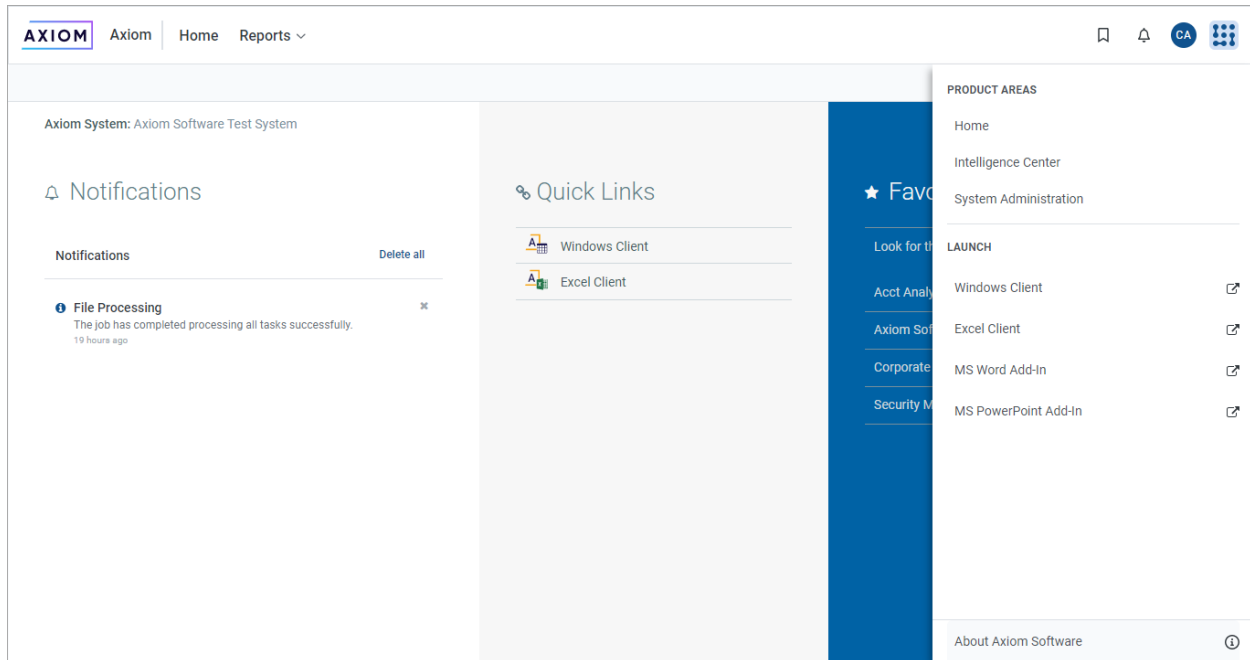 AXIOM Axiom Home Reports CA
Axiom System: Axiom Software Test System
Notifications
Notifications Delete all
File Processing
The job has completed processing all tasks successfully.
19 hours ago
Quick Links
Windows Client
Excel Client
Favo
Look for th
Acct Analy
Axiom Sof
Corporate
Security M
PRODUCT AREAS
Home
Intelligence Center
System Administration
LAUNCH
Windows Client
Excel Client
MS Word Add-In
MS PowerPoint Add-In
About Axiom Software